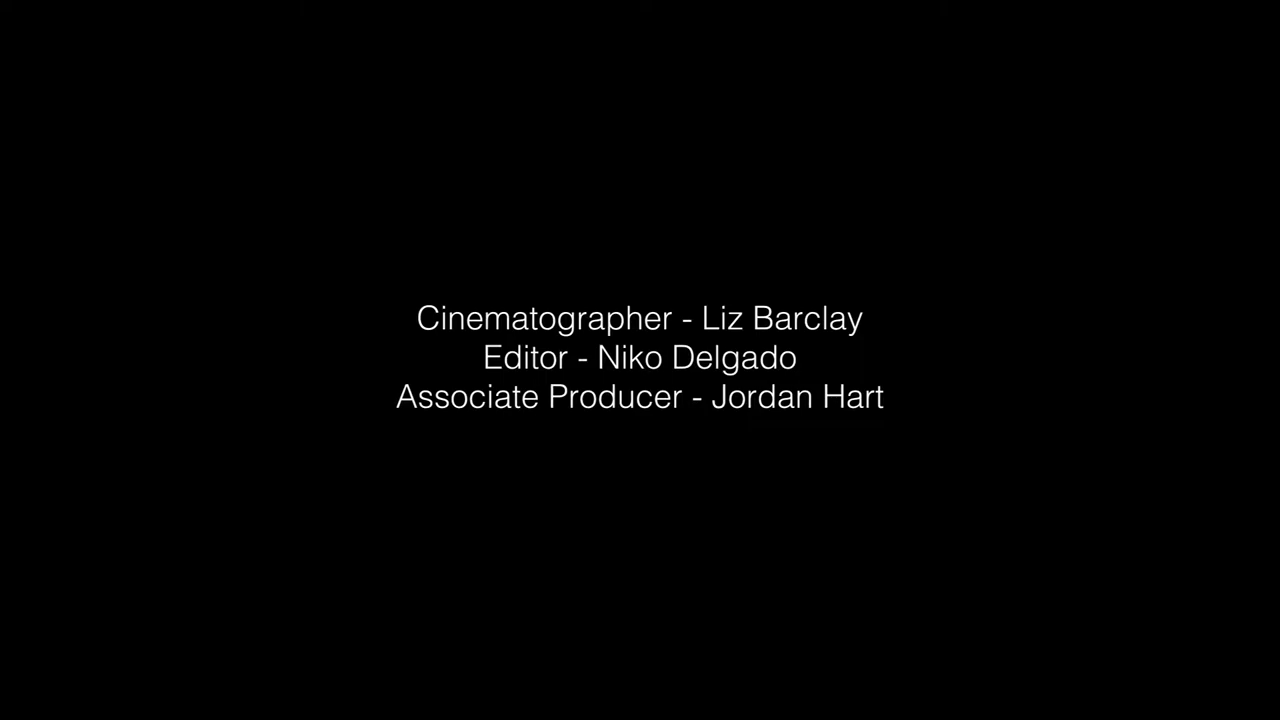 Cinematographer - Liz Barclay
Editor - Niko Delgado
Associate Producer - Jordan Hart